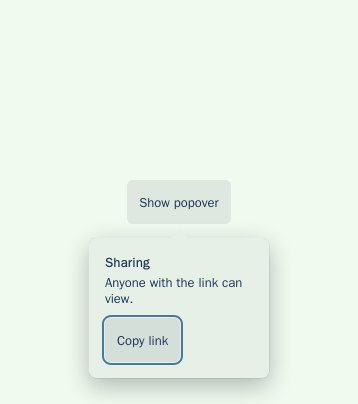 Show popover
Sharing
Anyone with the link can
view.
Copy link